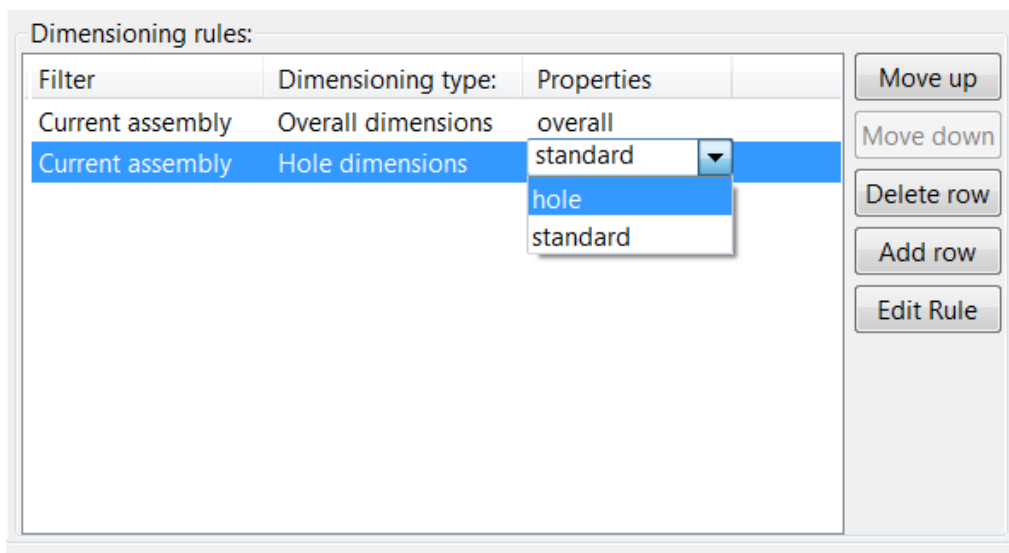 Dimensioning rules:
Filter Dimensioning type: Properties
Move up
Current assembly Overall dimensions overall
Move down
Current assembly Hole dimensions standard
hole
Delete row
standard
Add row
Edit Rule